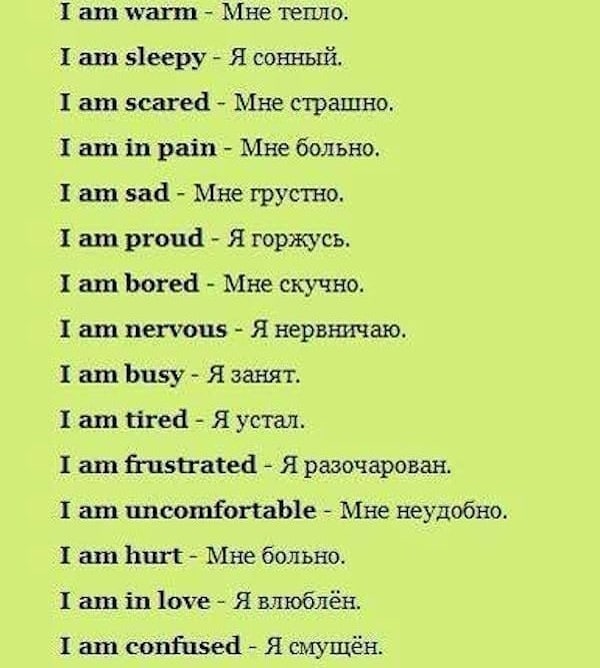 I am warm - Мне тепло.
I am sleepy - Я сонный.
I am scared - Мне страшно.
I am in pain - Мне больно.
I am sad - Мне грустно.
I am proud - Я горжусь.
I am bored - Мне скучно.
I am nervous - Я нервничаю.
I am busy - Я занят.
I am tired - Я устал.
I am frustrated - Я разочарован.
I am uncomfortable - Мне неудобно.
I am hurt - Мне больно.
I am in love - Я влюблён.
I am confused - Я смущён.